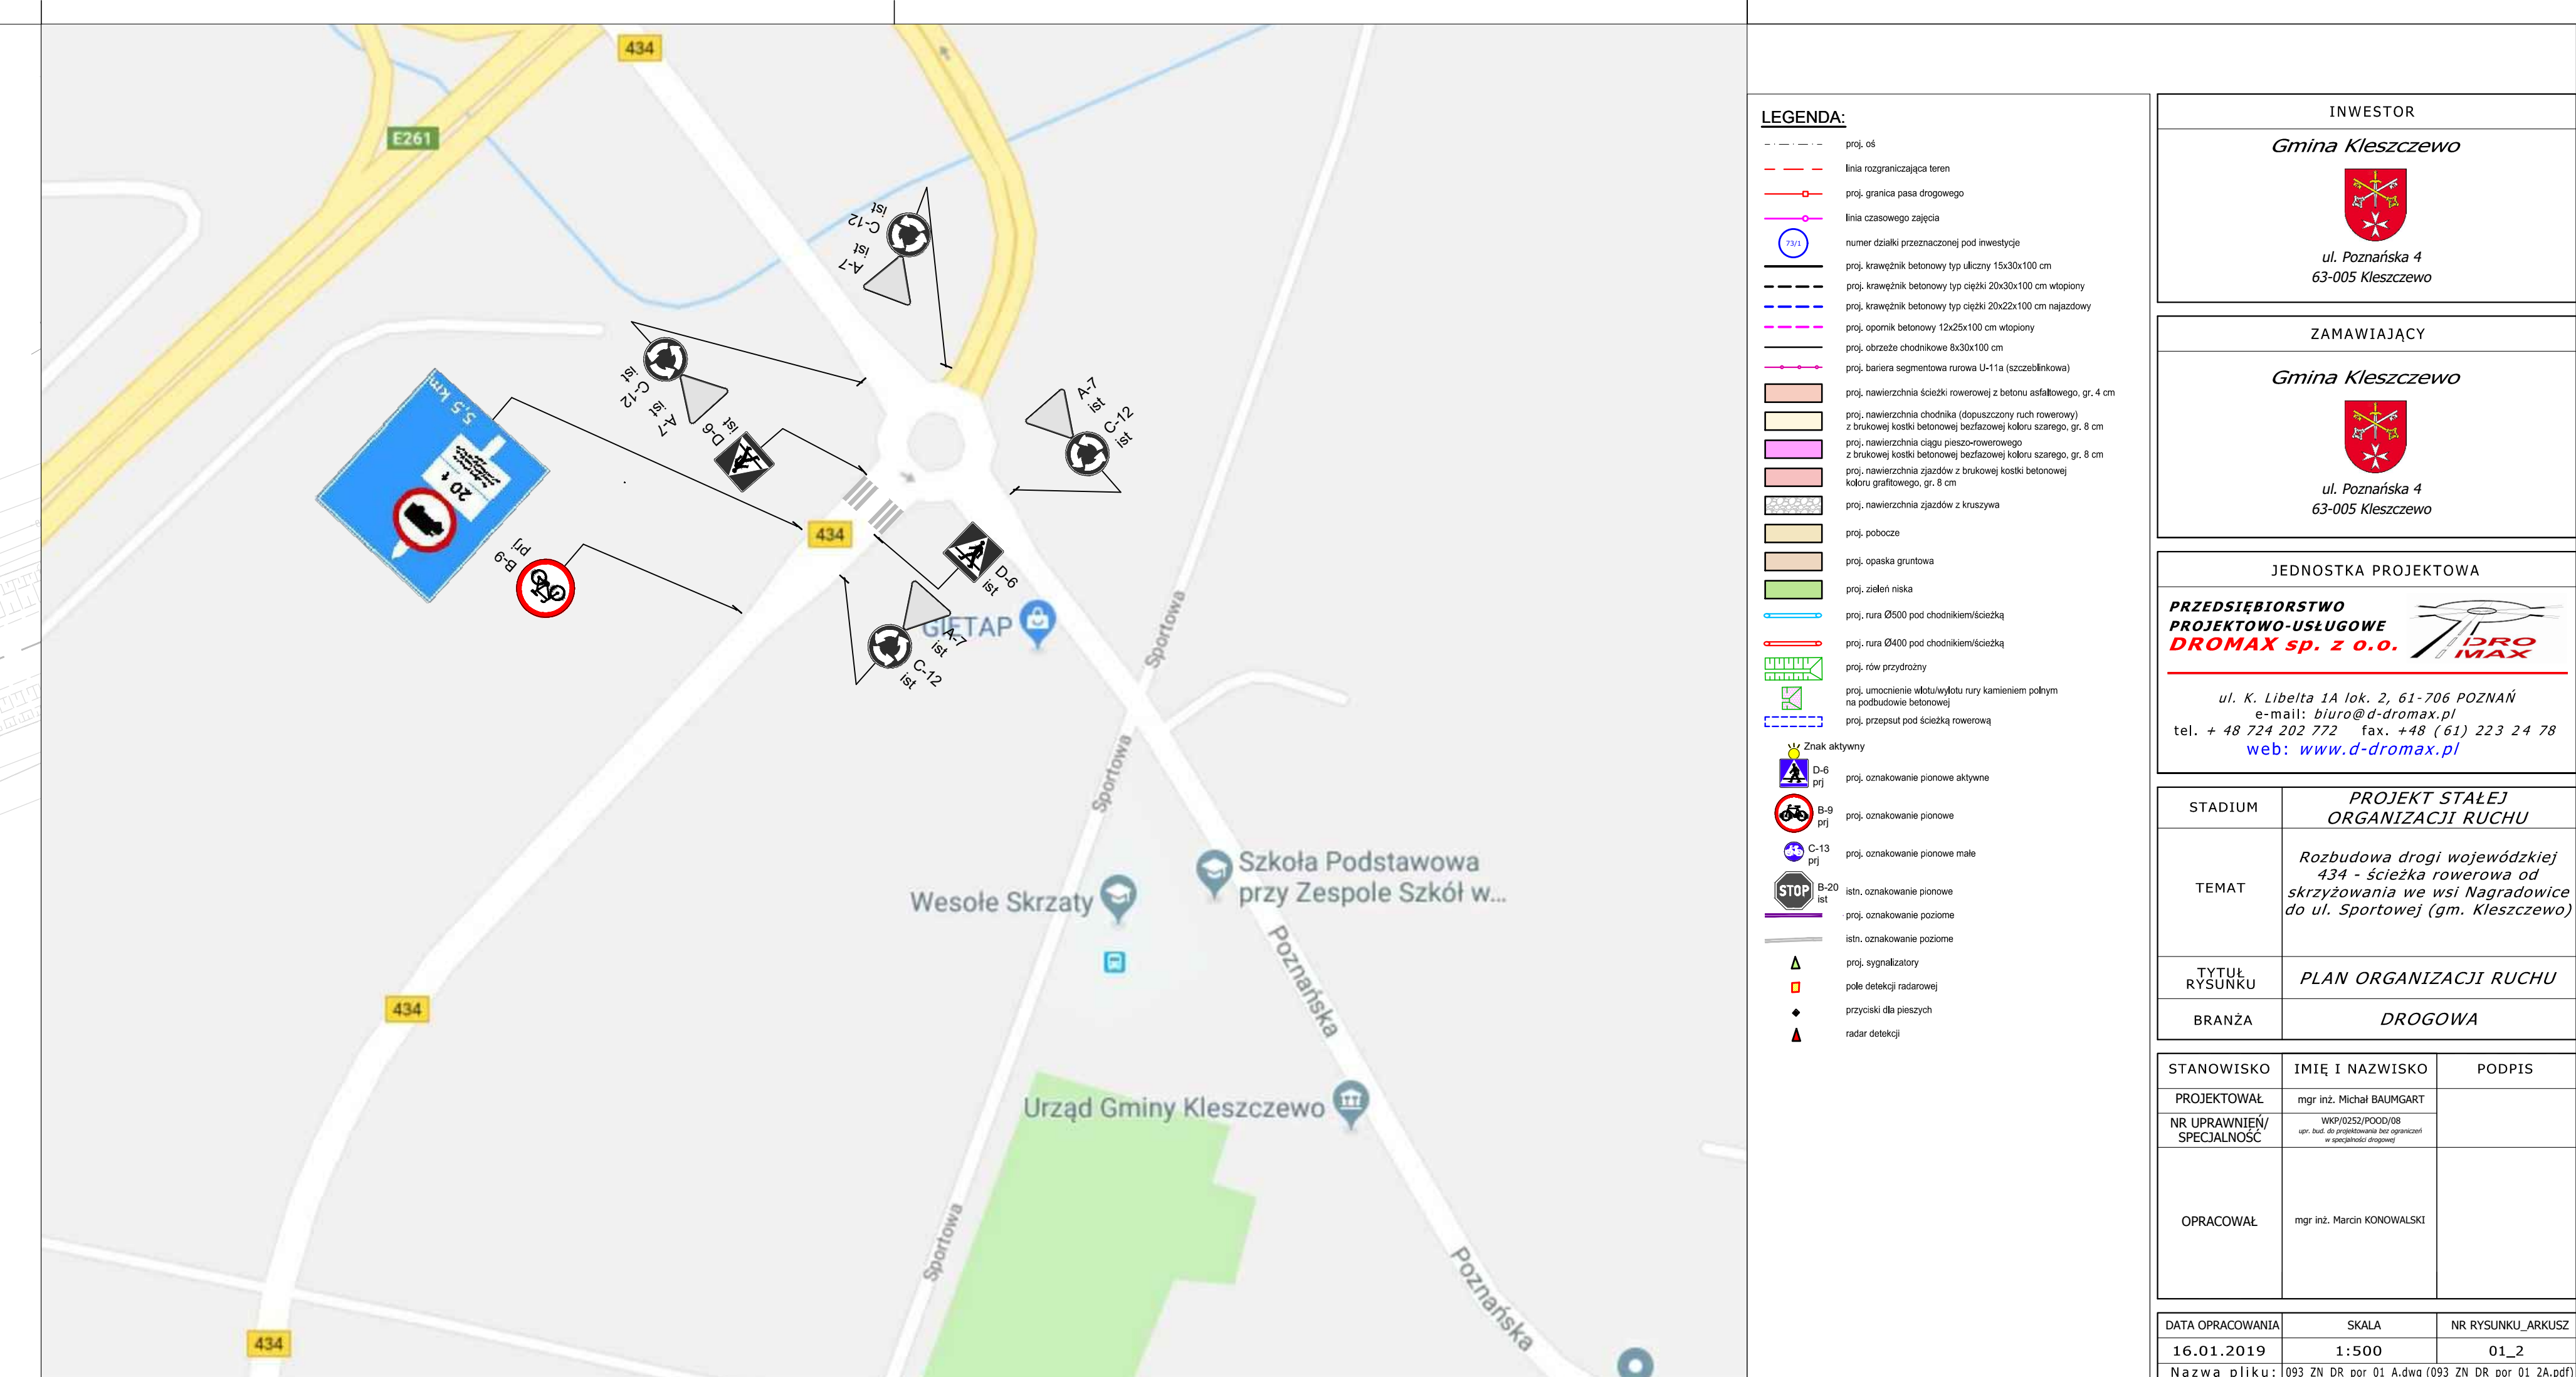 434
E261
C-12
ist
A-7
ist
C-12
ist
A-7
ist
D-6
ist
A-7
ist
C-12
ist
5,5 km
20 t
B-9
prj
434
D-6
ist
A-7
ist
C-12
ist
GIETAP
Sportowa
Sportowa
Szkoła Podstawowa
przy Zespole Szkół w...
Wesołe Skrzaty
Poznańska
434
Urząd Gminy Kleszczewo
Sportowa
Poznańska
434
LEGENDA:
proj. oś
linia rozgraniczająca teren
proj. granica pasa drogowego
linia czasowego zajęcia
73/1
numer działki przeznaczonej pod inwestycje
proj. krawężnik betonowy typ uliczny 15x30x100 cm
proj. krawężnik betonowy typ ciężki 20x30x100 cm wtopiony
proj. krawężnik betonowy typ ciężki 20x22x100 cm najazdowy
proj. opornik betonowy 12x25x100 cm wtopiony
proj. obrzeże chodnikowe 8x30x100 cm
proj. bariera segmentowa rurowa U-11a (szczeblinkowa)
proj. nawierzchnia ścieżki rowerowej z betonu asfaltowego, gr. 4 cm
proj. nawierzchnia chodnika (dopuszczony ruch rowerowy)
z brukowej kostki betonowej bezfazowej koloru szarego, gr. 8 cm
proj. nawierzchnia ciągu pieszo-rowerowego
z brukowej kostki betonowej bezfazowej koloru szarego, gr. 8 cm
proj. nawierzchnia zjazdów z brukowej kostki betonowej
koloru grafitowego, gr. 8 cm
proj. nawierzchnia zjazdów z kruszywa
proj. pobocze
proj. opaska gruntowa
proj. zieleń niska
proj. rura Ø500 pod chodnikiem/ścieżką
proj. rura Ø400 pod chodnikiem/ścieżką
proj. rów przydrożny
proj. umocnienie wlotu/wylotu rury kamieniem polnym
na podbudowie betonowej
proj. przepsut pod ścieżką rowerową
Znak aktywny
D-6
prj
proj. oznakowanie pionowe aktywne
B-9
prj
proj. oznakowanie pionowe
C-13
prj
proj. oznakowanie pionowe małe
STOP
B-20
ist
istn. oznakowanie pionowe
proj. oznakowanie poziome
istn. oznakowanie poziome
proj. sygnalizatory
pole detekcji radarowej
przyciski dla pieszych
radar detekcji
INWESTOR
Gmina Kleszczewo
ul. Poznańska 4
63-005 Kleszczewo
ZAMAWIAJĄCY
Gmina Kleszczewo
ul. Poznańska 4
63-005 Kleszczewo
JEDNOSTKA PROJEKTOWA
PRZEDSIĘBIORSTWO
PROJEKTOWO-USŁUGOWE
DROMAX sp. z o.o.
DRO
MAX
ul. K. Libelta 1A lok. 2, 61-706 POZNAŃ
e-mail: biuro@d-dromax.pl
tel. + 48 724 202 772 fax. +48 (61) 223 24 78
web: www.d-dromax.pl
STADIUM
PROJEKT STAŁEJ
ORGANIZACJI RUCHU
TEMAT
Rozbudowa drogi wojewódzkiej
434 - ścieżka rowerowa od
skrzyżowania we wsi Nagradowice
do ul. Sportowej (gm. Kleszczewo)
TYTUŁ
RYSUNKU
PLAN ORGANIZACJI RUCHU
BRANŻA
DROGOWA
STANOWISKO
IMIĘ I NAZWISKO
PODPIS
PROJEKTOWAŁ
mgr inż. Michał BAUMGART
NR UPRAWNIEŃ/
SPECJALNOŚĆ
WKP/0252/POOD/08
upr. bud. do projektowania bez ograniczeń
w specjalności drogowej
OPRACOWAŁ
mgr inż. Marcin KONOWALSKI
DATA OPRACOWANIA
SKALA
NR RYSUNKU_ARKUSZ
16.01.2019
1:500
01_2
Nazwa pliku:
093_ZN_DR_por_01_A.dwg (093_ZN_DR_por_01_2A.pdf)